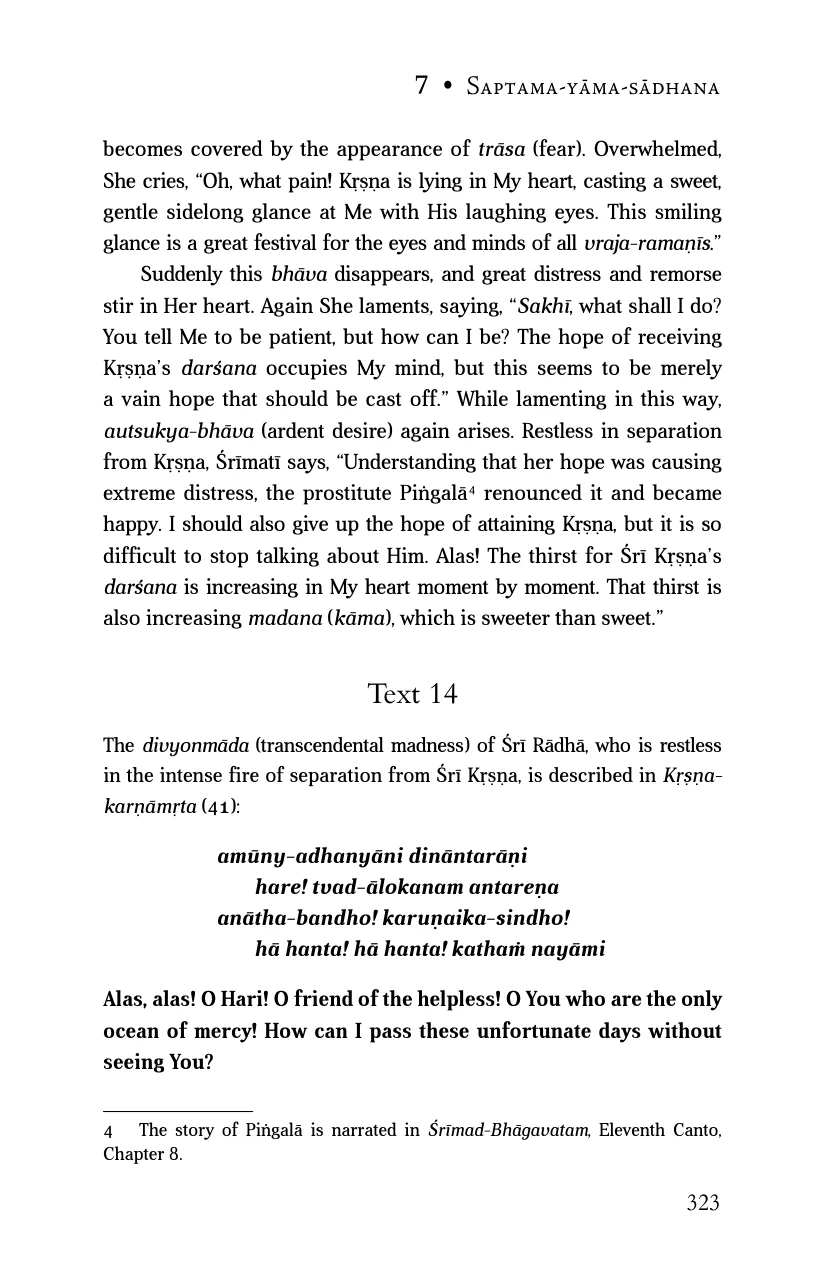 7 • Saptama-yāma-sādhana
becomes covered by the appearance of trāsa (fear). Overwhelmed,
She cries, “Oh, what pain! Kṛṣṇa is lying in My heart, casting a sweet,
gentle sidelong glance at Me with His laughing eyes. This smiling
glance is a great festival for the eyes and minds of all vraja-ramaṇīs.”
Suddenly this bhāva disappears, and great distress and remorse
stir in Her heart. Again She laments, saying, “Sakhī, what shall I do?
You tell Me to be patient, but how can I be? The hope of receiving
Kṛṣṇa’s darśana occupies My mind, but this seems to be merely
a vain hope that should be cast off.” While lamenting in this way,
autsukya-bhāva (ardent desire) again arises. Restless in separation
from Kṛṣṇa, Śrīmatī says, “Understanding that her hope was causing
extreme distress, the prostitute Piṅgalā4 renounced it and became
happy. I should also give up the hope of attaining Kṛṣṇa, but it is so
difficult to stop talking about Him. Alas! The thirst for Śrī Kṛṣṇa’s
darśana is increasing in My heart moment by moment. That thirst is
also increasing madana (kāma), which is sweeter than sweet.”
Text 14
The divyonmāda (transcendental madness) of Śrī Rādhā, who is restless
in the intense fire of separation from Śrī Kṛṣṇa, is described in Kṛṣṇa-
karṇāmṛta (41):
amūny-adhanyāni dināntarāṇi
hare! tvad-ālokanam antareṇa
anātha-bandho! karuṇaika-sindho!
hā hanta! hā hanta! kathaṁ nayāmi
Alas, alas! O Hari! O friend of the helpless! O You who are the only
ocean of mercy! How can I pass these unfortunate days without
seeing You?
4 The story of Piṅgalā is narrated in Śrīmad-Bhāgavatam, Eleventh Canto,
Chapter 8.
323